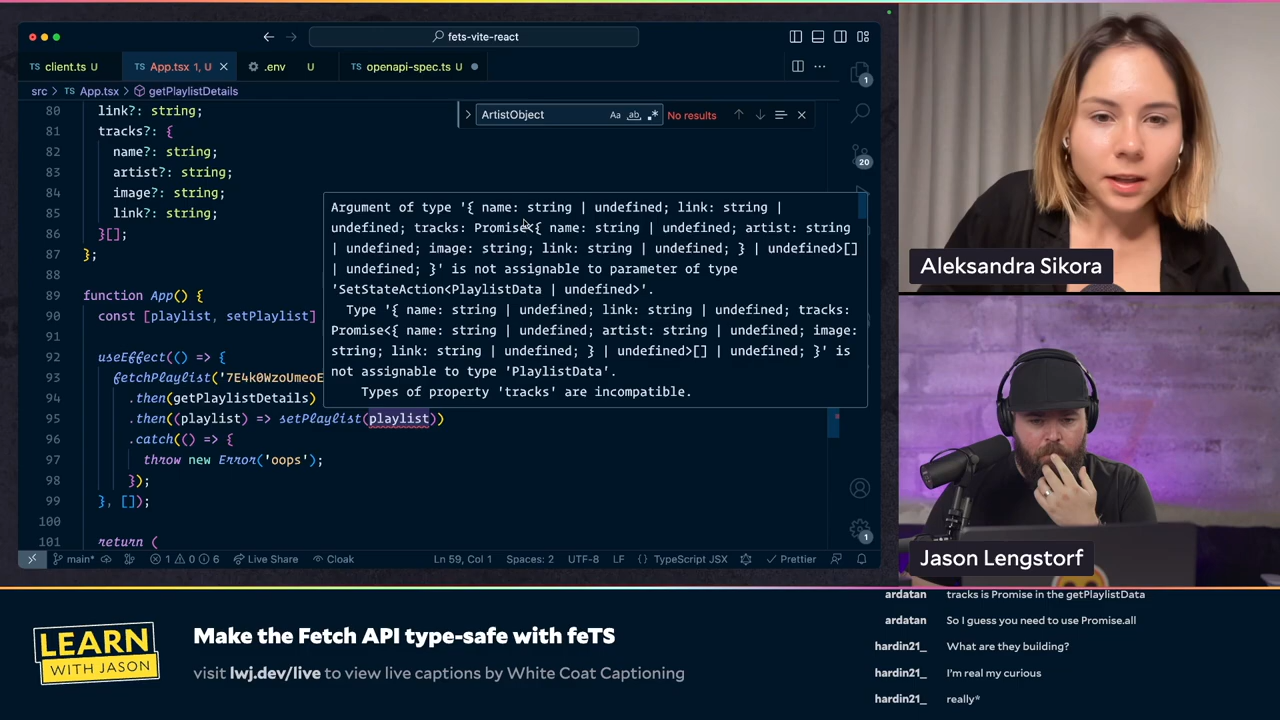 fets-vite-react
TS client.ts U
TS App.tsx 1, U
.env U
TS openapi-spec.ts U
src > TS App.tsx > getPlaylistDetails
ArtistObject
Aa ab No results
80 link?: string;
81 tracks?: {
82 name?: string;
83 artist?: string;
84 image?: string;
85 link?: string;
86 }[];
87 };
88
89 function App() {
90 const [playlist, setPlaylist]
91
92 useEffect(() => {
93 fetchPlaylist('7E4k0WzoUmeoE
94 .then(getPlaylistDetails)
95 .then((playlist) => setPlaylist(playlist))
96 .catch(() => {
97 throw new Error('oops');
98 });
99 }, []);
100
101 return (
Argument of type '{ name: string | undefined; link: string |
undefined; tracks: Promise<{ name: string | undefined; artist: string
| undefined; image: string; link: string | undefined; } | undefined>[]
| undefined; }' is not assignable to parameter of type
'SetStateAction<PlaylistData | undefined>'.
Type '{ name: string | undefined; link: string | undefined; tracks:
Promise<{ name: string | undefined; artist: string | undefined; image:
string; link: string | undefined; } | undefined>[] | undefined; }' is
not assignable to type 'PlaylistData'.
Types of property 'tracks' are incompatible.
1
20
1
main* 1 0 6 Live Share Cloak Ln 59, Col 1 Spaces: 2 UTF-8 LF {} TypeScript JSX Prettier
Aleksandra Sikora
Jason Lengstorf
LEARN
WITH JASON
Make the Fetch API type-safe with feTS
visit lwj.dev/live to view live captions by White Coat Captioning
ardatan tracks is Promise in the getPlaylistData
ardatan So I guess you need to use Promise.all
hardin21_ What are they building?
hardin21_ I'm real my curious
hardin21_ really*